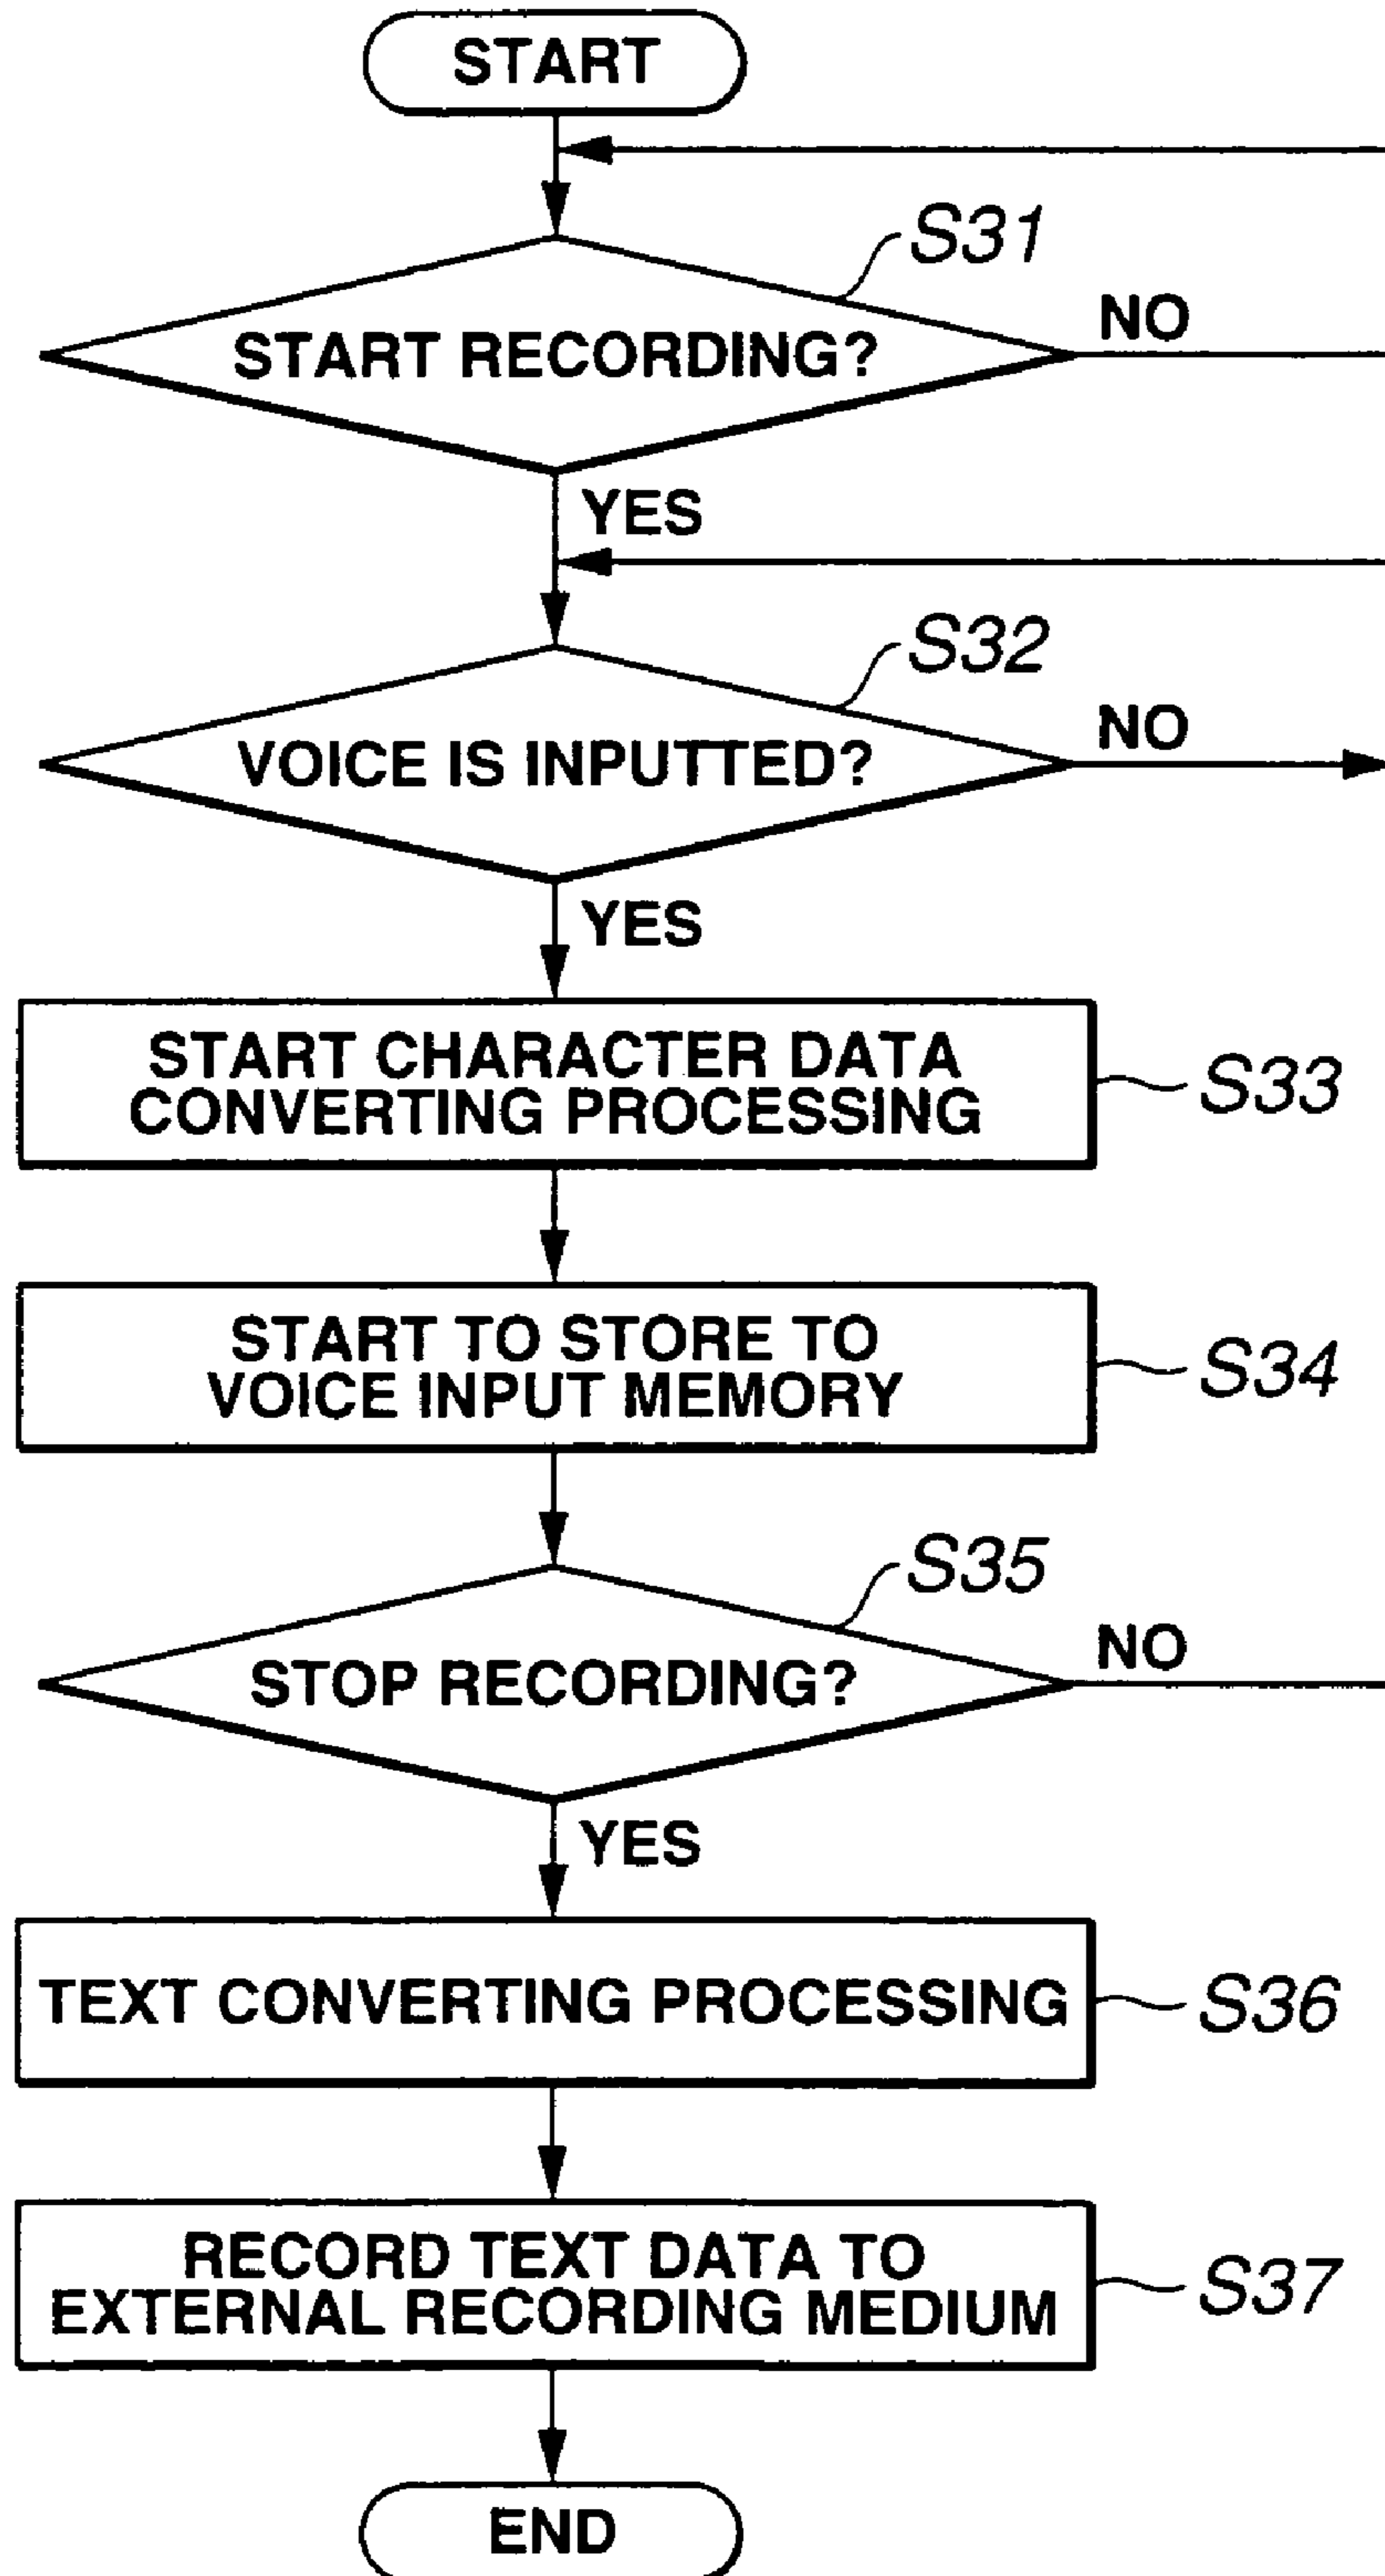 START
S31
START RECORDING?
NO
YES
S32
VOICE IS INPUTTED?
NO
YES
START CHARACTER DATA
CONVERTING PROCESSING
S33
START TO STORE TO
VOICE INPUT MEMORY
S34
S35
STOP RECORDING?
NO
YES
TEXT CONVERTING PROCESSING
S36
RECORD TEXT DATA TO
EXTERNAL RECORDING MEDIUM
S37
END